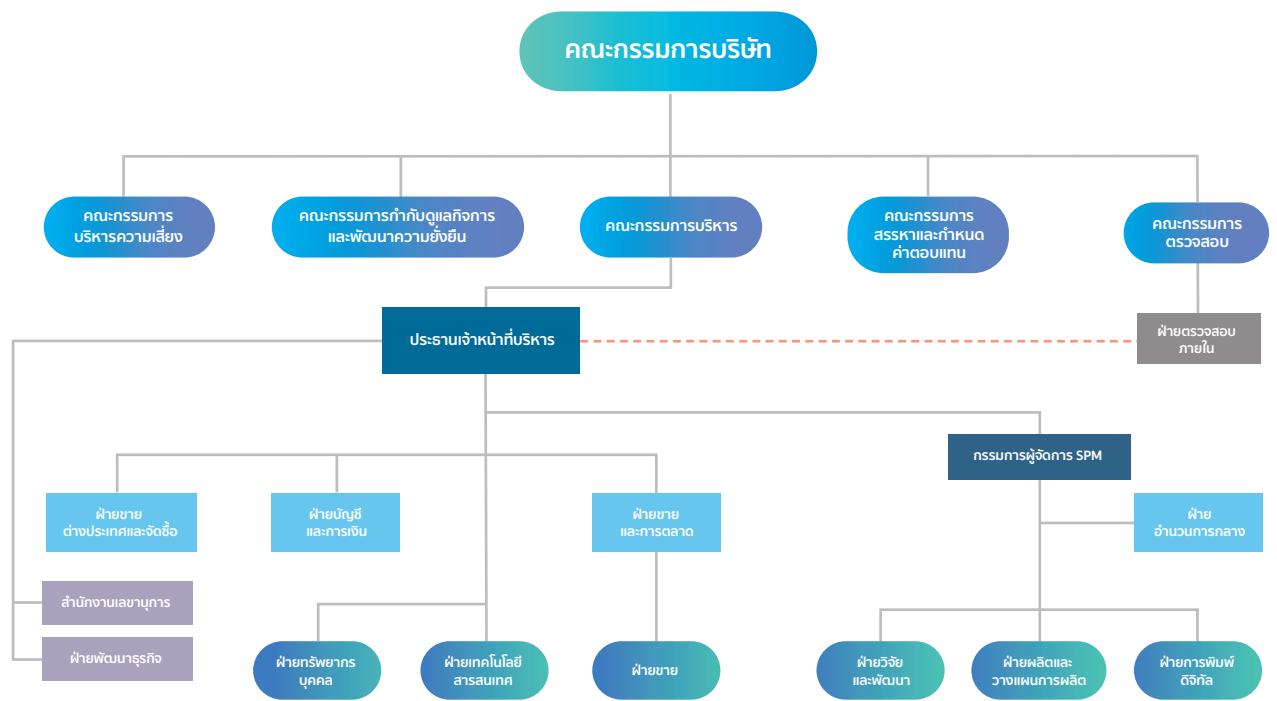 คณะกรรมการบริษัท
คณะกรรมการ
บริหารความเสี่ยง
คณะกรรมการกำกับดูแลกิจการ
และพัฒนาความยั่งยืน
คณะกรรมการบริหาร
คณะกรรมการ
สรรหาและกำหนด
ค่าตอบแทน
คณะกรรมการ
ตรวจสอบ
ประธานเจ้าหน้าที่บริหาร
ฝ่ายตรวจสอบ
ภายใน
กรรมการผู้จัดการ SPM
ฝ่ายขาย
ต่างประเทศและจัดซื้อ
ฝ่ายบัญชี
และการเงิน
ฝ่ายขาย
และการตลาด
ฝ่าย
อำนวยการกลาง
สำนักงานเลขานุการ
ฝ่ายพัฒนาธุรกิจ
ฝ่ายทรัพยากร
บุคคล
ฝ่ายเทคโนโลยี
สารสนเทศ
ฝ่ายขาย
ฝ่ายวิจัย
และพัฒนา
ฝ่ายผลิตและ
วางแผนการผลิต
ฝ่ายการพิมพ์
ดิจิทัล